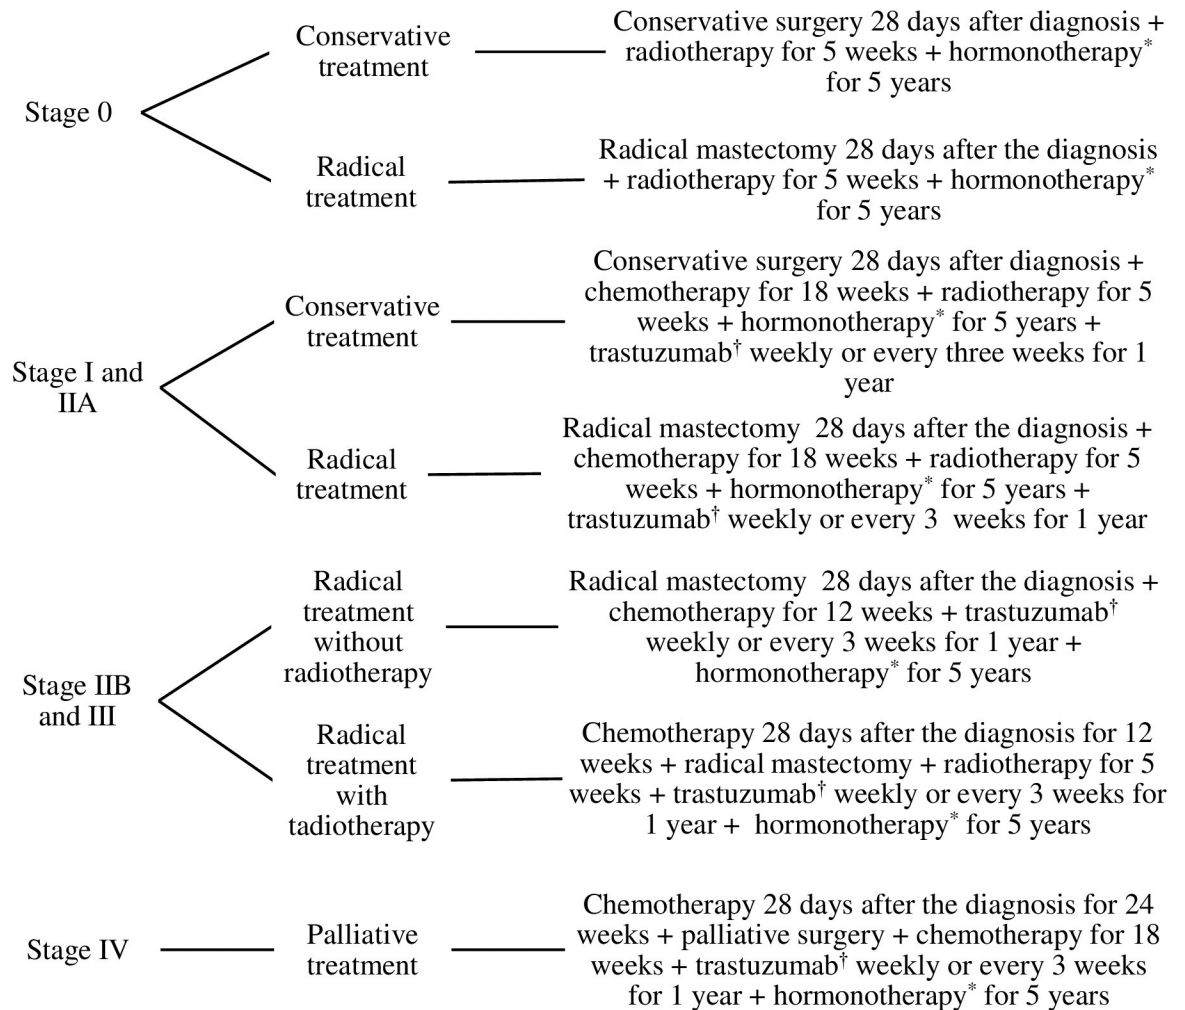 Conservative
treatment
Conservative surgery 28 days after diagnosis +
radiotherapy for 5 weeks + hormonotherapy*
for 5 years
Stage 0
Radical
treatment
Radical mastectomy 28 days after the diagnosis
+ radiotherapy for 5 weeks + hormonotherapy*
for 5 years
Conservative
treatment
Conservative surgery 28 days after diagnosis +
chemotherapy for 18 weeks + radiotherapy for 5
weeks + hormonotherapy* for 5 years +
trastuzumab† weekly or every three weeks for 1
year
Stage I and
IIA
Radical
treatment
Radical mastectomy 28 days after the diagnosis +
chemotherapy for 18 weeks + radiotherapy for 5
weeks + hormonotherapy* for 5 years +
trastuzumab† weekly or every 3 weeks for 1 year
Radical
treatment
without
radiotherapy
Radical mastectomy 28 days after the diagnosis +
chemotherapy for 12 weeks + trastuzumab†
weekly or every 3 weeks for 1 year +
hormonotherapy* for 5 years
Stage IIB
and III
Radical
treatment
with
tadiotherapy
Chemotherapy 28 days after the diagnosis for 12
weeks + radical mastectomy + radiotherapy for 5
weeks + trastuzumab† weekly or every 3 weeks for
1 year + hormonotherapy* for 5 years
Stage IV
Palliative
treatment
Chemotherapy 28 days after the diagnosis for 24
weeks + palliative surgery + chemotherapy for 18
weeks + trastuzumab† weekly or every 3 weeks
for 1 year + hormonotherapy* for 5 years